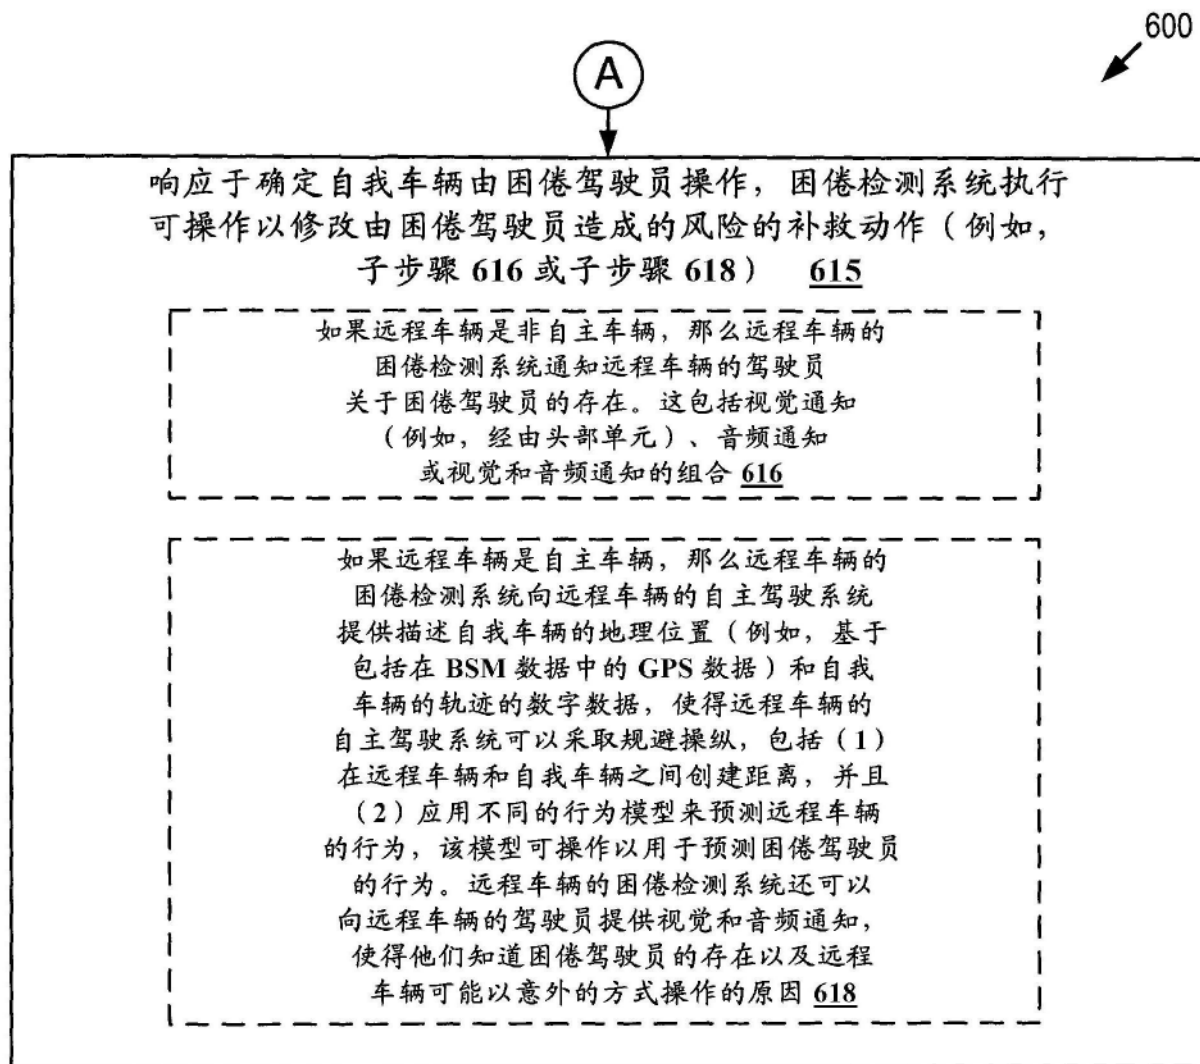 600
A
响应于确定自我车辆由困倦驾驶员操作，困倦检测系统执行
可操作以修改由困倦驾驶员造成的风险的补救动作（例如，
子步骤 616 或子步骤 618） 615
如果远程车辆是非自主车辆，那么远程车辆的
困倦检测系统通知远程车辆的驾驶员
关于困倦驾驶员的存在。这包括视觉通知
（例如，经由头部单元）、音频通知
或视觉和音频通知的组合 616
如果远程车辆是自主车辆，那么远程车辆的
困倦检测系统向远程车辆的自主驾驶系统
提供描述自我车辆的地理位置（例如，基于
包括在 BSM 数据中的 GPS 数据）和自我
车辆的轨迹的数字数据，使得远程车辆的
自主驾驶系统可以采取规避操纵，包括（1）
在远程车辆和自我车辆之间创建距离，并且
（2）应用不同的行为模型来预测远程车辆
的行为，该模型可操作以用于预测困倦驾驶员
的行为。远程车辆的困倦检测系统还可以
向远程车辆的驾驶员提供视觉和音频通知，
使得他们知道困倦驾驶员的存在以及远程
车辆可能以意外的方式操作的原因 618